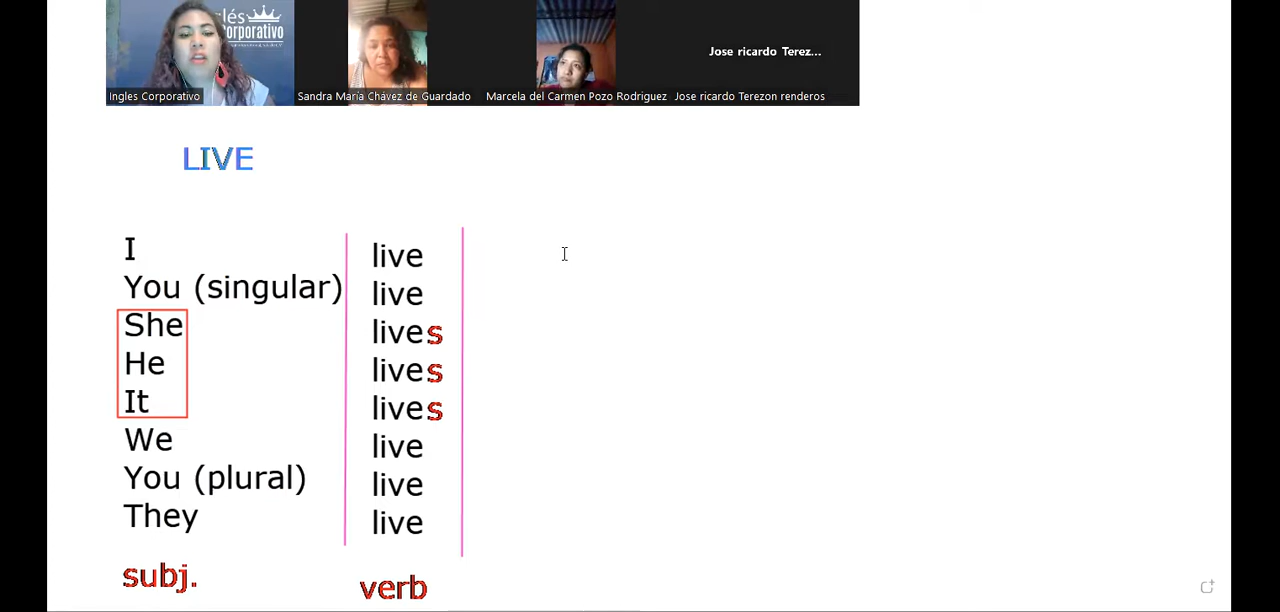 glés
corporativo
Ingles Corporativo
Sandra María Chávez de Guardado
Marcela del Carmen Pozo Rodriguez
Jose ricardo Terez...
Jose ricardo Terezon renderos
LIVE
I live
You (singular) live
She lives
He lives
It lives
We live
You (plural) live
They live
subj. verb